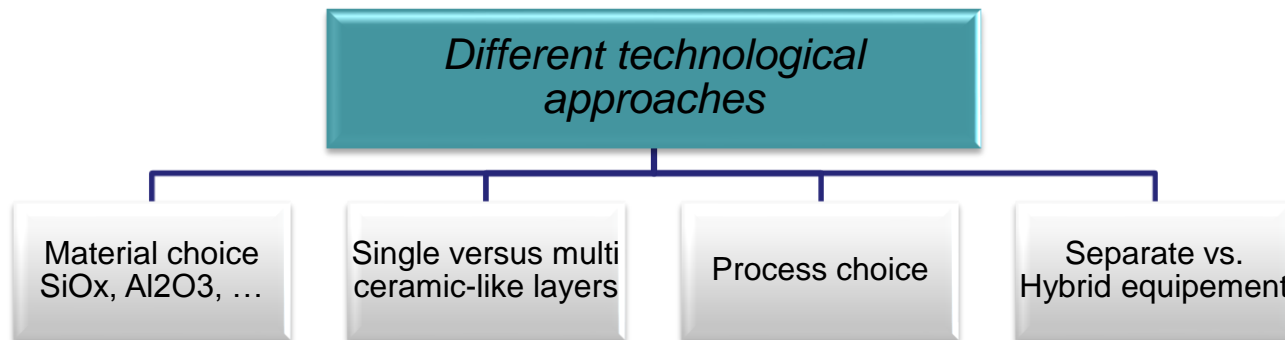 Different technological
approaches
Material choice
SiOx, Al2O3, …
Single versus multi
ceramic-like layers
Process choice
Separate vs.
Hybrid equipement